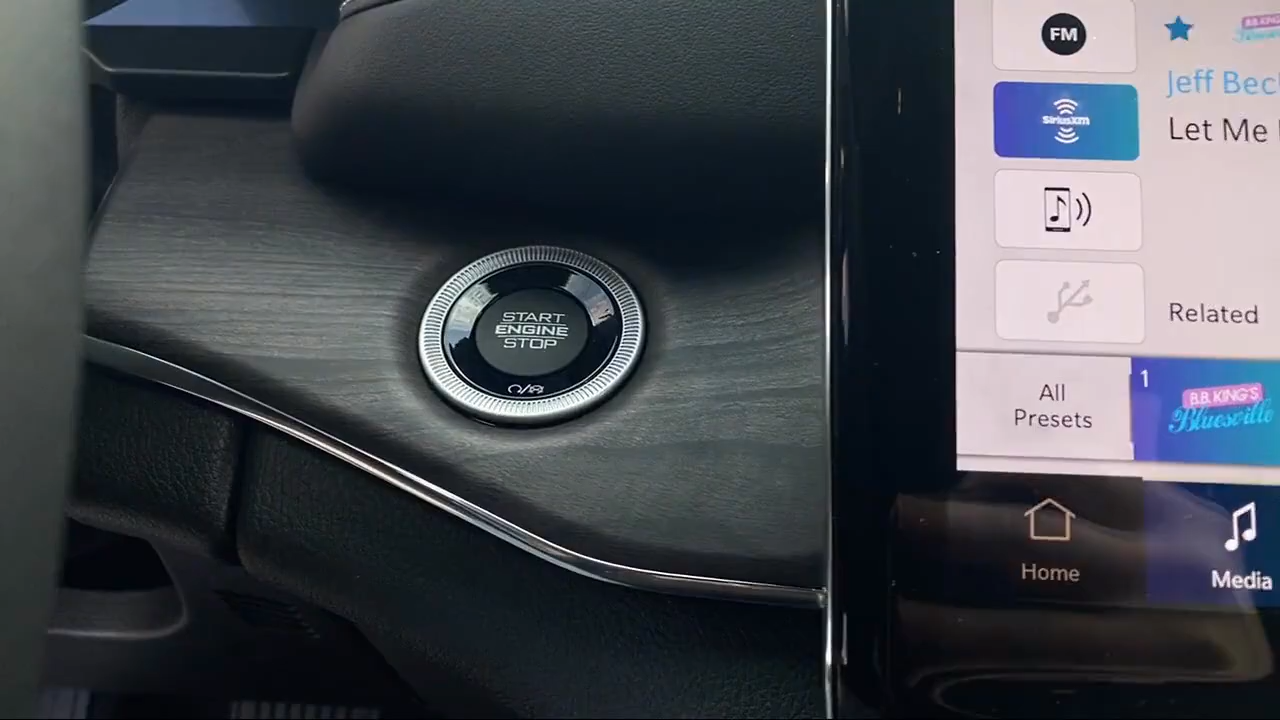 FM
SiriusXM
Jeff Bec
Let Me
Related
START
ENGINE
STOP
All
Presets
1
B.B. KING'S
Bluesville
Home
Media